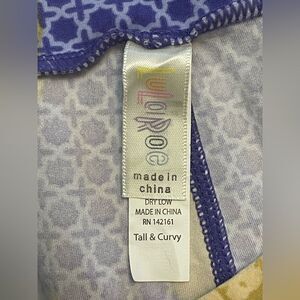 LuLaRoe
made in
china
DRY LOW
MADE IN CHINA
RN 142161
Tall & Curvy